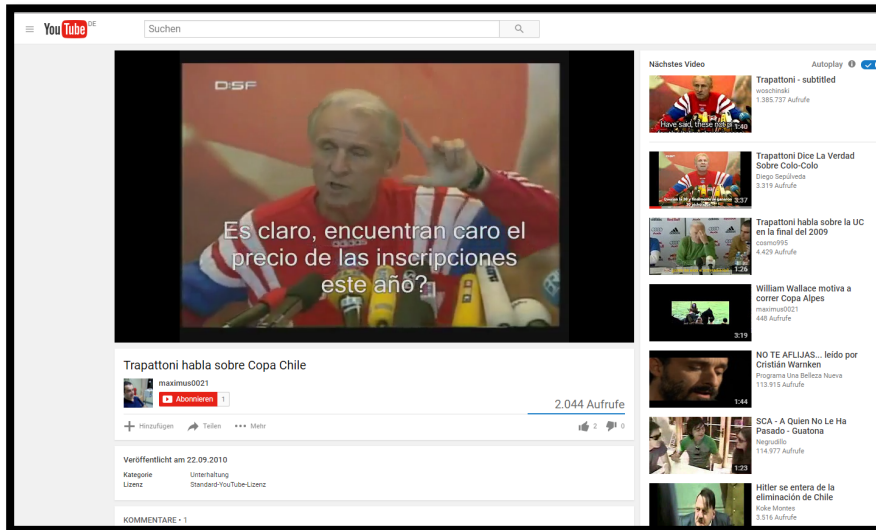 YouTube DE
Suchen
D:SF
Es claro, encuentran caro el
precio de las inscripciones
este año?
Trapattoni habla sobre Copa Chile
maximus0021
Abonnieren 1
2.044 Aufrufe
Hinzufügen Teilen Mehr
2 0
Veröffentlicht am 22.09.2010
Kategorie Unterhaltung
Lizenz Standard-YouTube-Lizenz
KOMMENTARE • 1
Nächstes Video Autoplay
Have said, these not
1:40
Trapattoni - subtitled
woschinski
1.385.737 Aufrufe
3:37
Trapattoni Dice La Verdad
Sobre Colo-Colo
Diego Sepúlveda
3.319 Aufrufe
1:26
Trapattoni habla sobre la UC
en la final del 2009
cosmo995
4.429 Aufrufe
3:19
William Wallace motiva a
correr Copa Alpes
maximus0021
448 Aufrufe
1:44
NO TE AFLIJAS... leído por
Cristián Warnken
Programa Una Belleza Nueva
113.915 Aufrufe
1:23
SCA - A Quien No Le Ha
Pasado - Guatona
Negrudillo
114.977 Aufrufe
Hitler se entera de la
eliminación de Chile
Koke Montes
3.516 Aufrufe